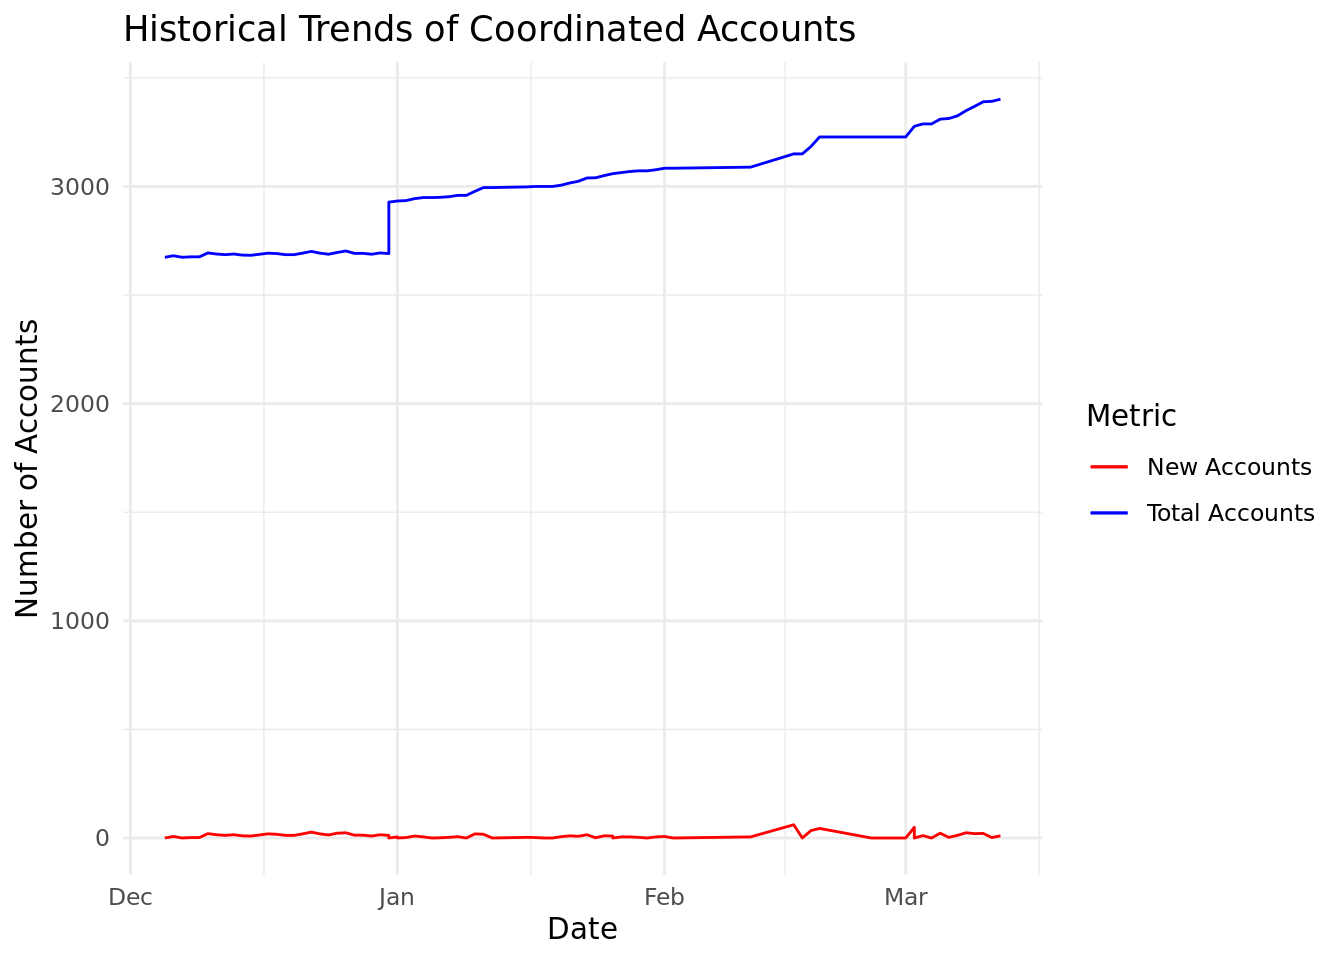 Historical Trends of Coordinated Accounts
Number of Accounts
3000
2000
1000
0
Dec
Jan
Feb
Mar
Date
Metric
New Accounts
Total Accounts